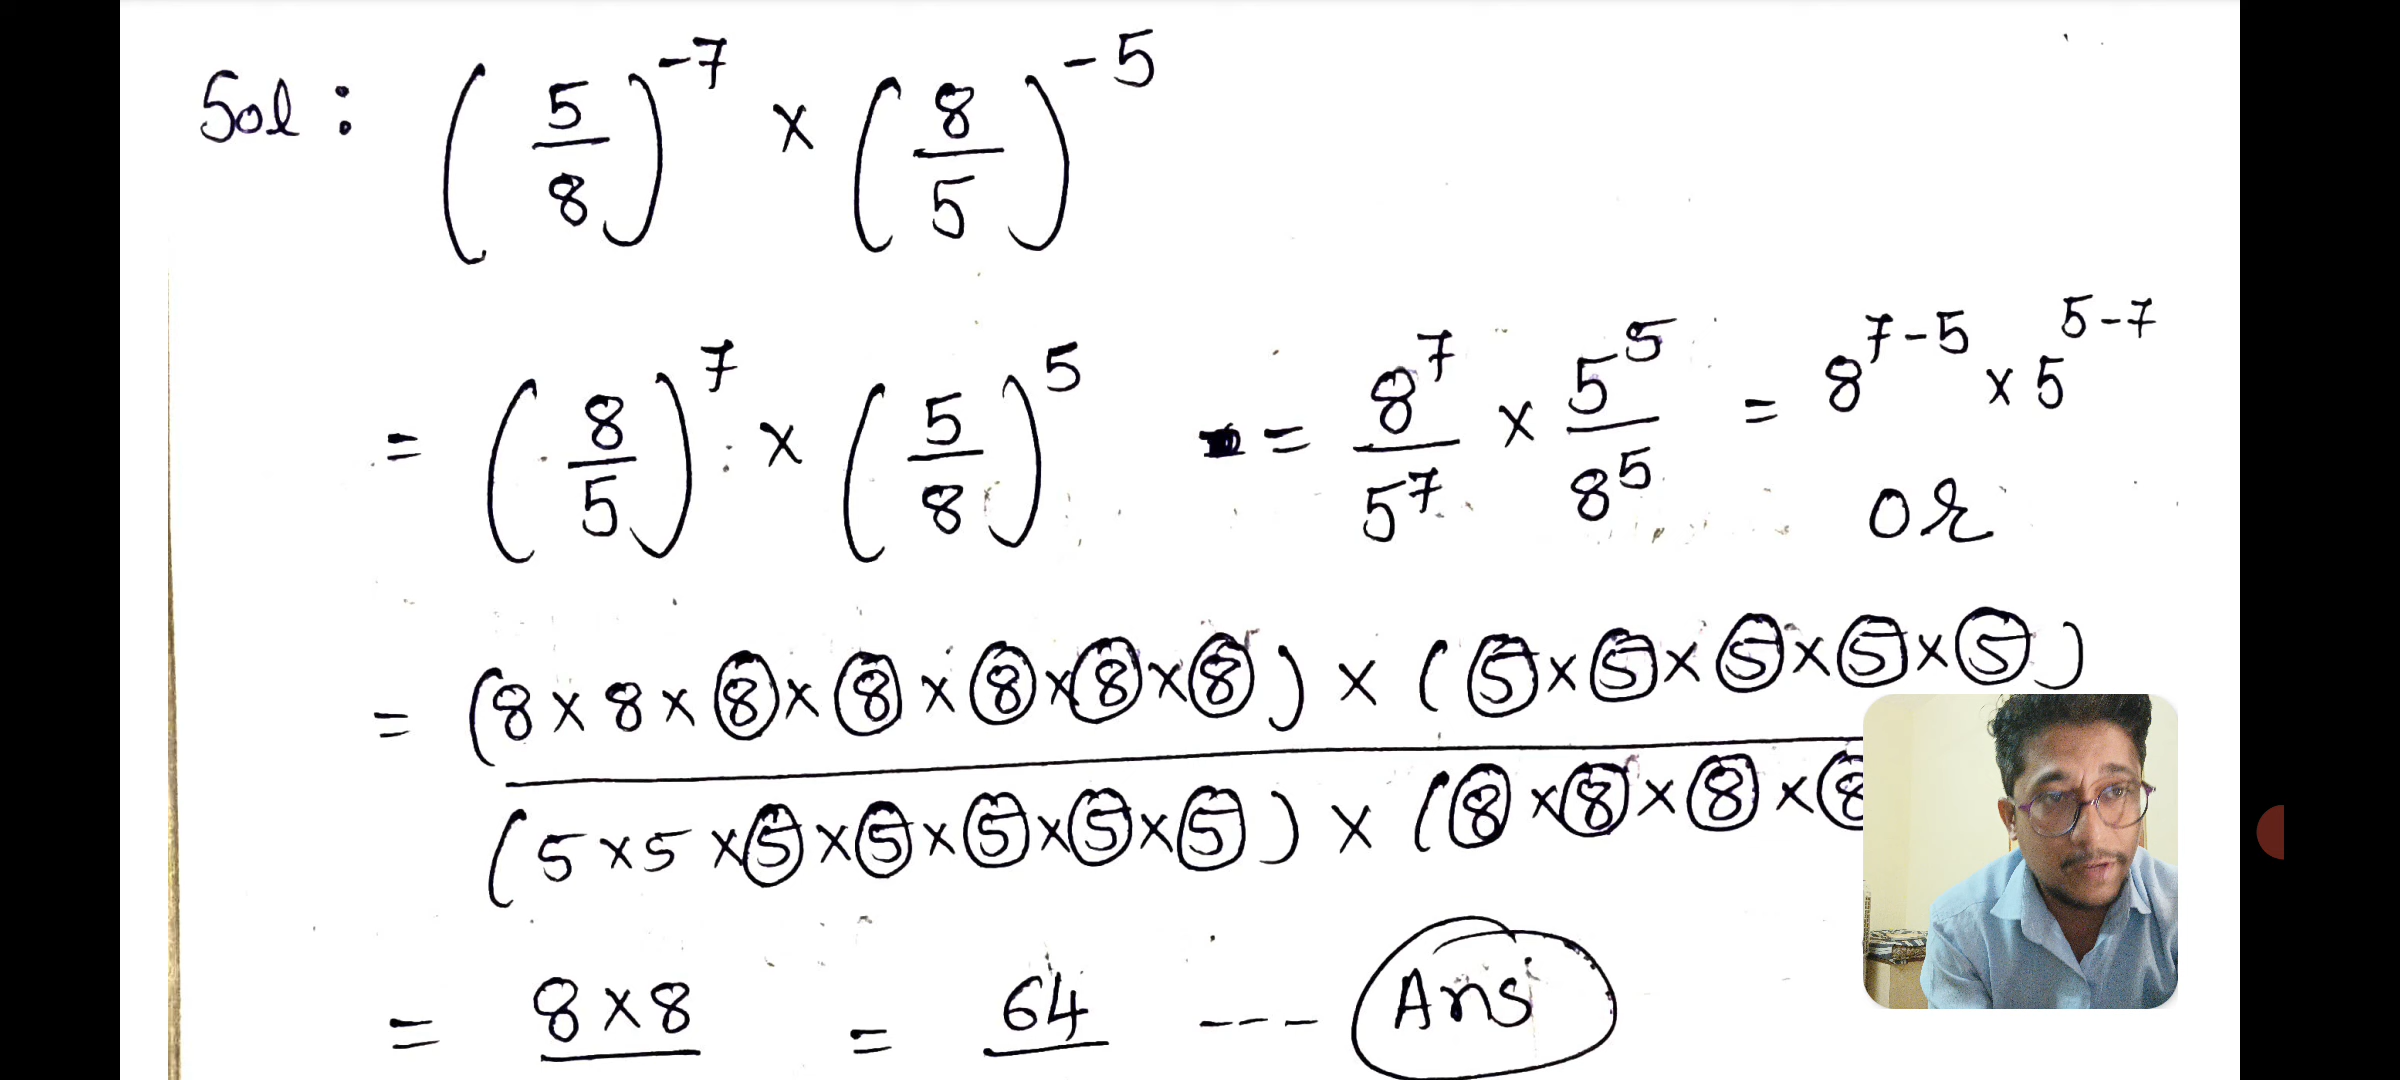 Sol : (5/8)^-7 × (8/5)^-5
= (8/5)^7 × (5/8)^5 = 8^7/5^7 × 5^5/8^5 = 8^7-5 × 5^5-7
or
= (8 × 8 × 8 × 8 × 8 × 8 × 8) × (5 × 5 × 5 × 5 × 5)
(5 × 5 × 5 × 5 × 5 × 5 × 5) × (8 × 8 × 8 × 8
= 8 × 8 = 64 --- Ans